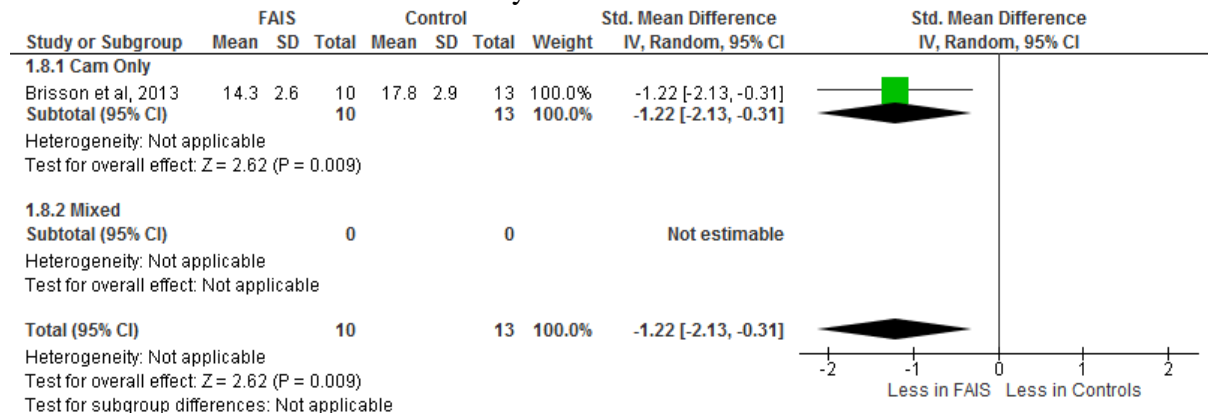 FAIS Control Std. Mean Difference Std. Mean Difference
Study or Subgroup Mean SD Total Mean SD Total Weight IV, Random, 95% CI IV, Random, 95% CI
1.8.1 Cam Only
Brisson et al, 2013 14.3 2.6 10 17.8 2.9 13 100.0% -1.22 [-2.13, -0.31]
Subtotal (95% CI) 10 13 100.0% -1.22 [-2.13, -0.31]
Heterogeneity: Not applicable
Test for overall effect: Z = 2.62 (P = 0.009)
1.8.2 Mixed
Subtotal (95% CI) 0 0 Not estimable
Heterogeneity: Not applicable
Test for overall effect: Not applicable
Total (95% CI) 10 13 100.0% -1.22 [-2.13, -0.31]
Heterogeneity: Not applicable
Test for overall effect: Z = 2.62 (P = 0.009)
Test for subgroup differences: Not applicable
-2 -1 0 1 2
Less in FAIS Less in Controls